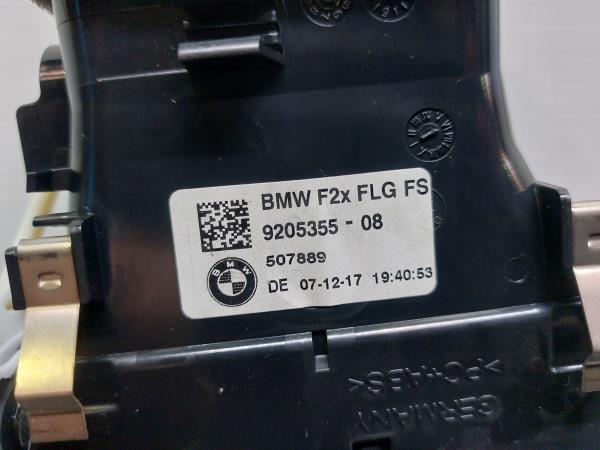 BMW F2x FLG FS
9205355 - 08
507889
BMW
DE 07-12-17 19:40:53
>PC+ABS<
GERMANY